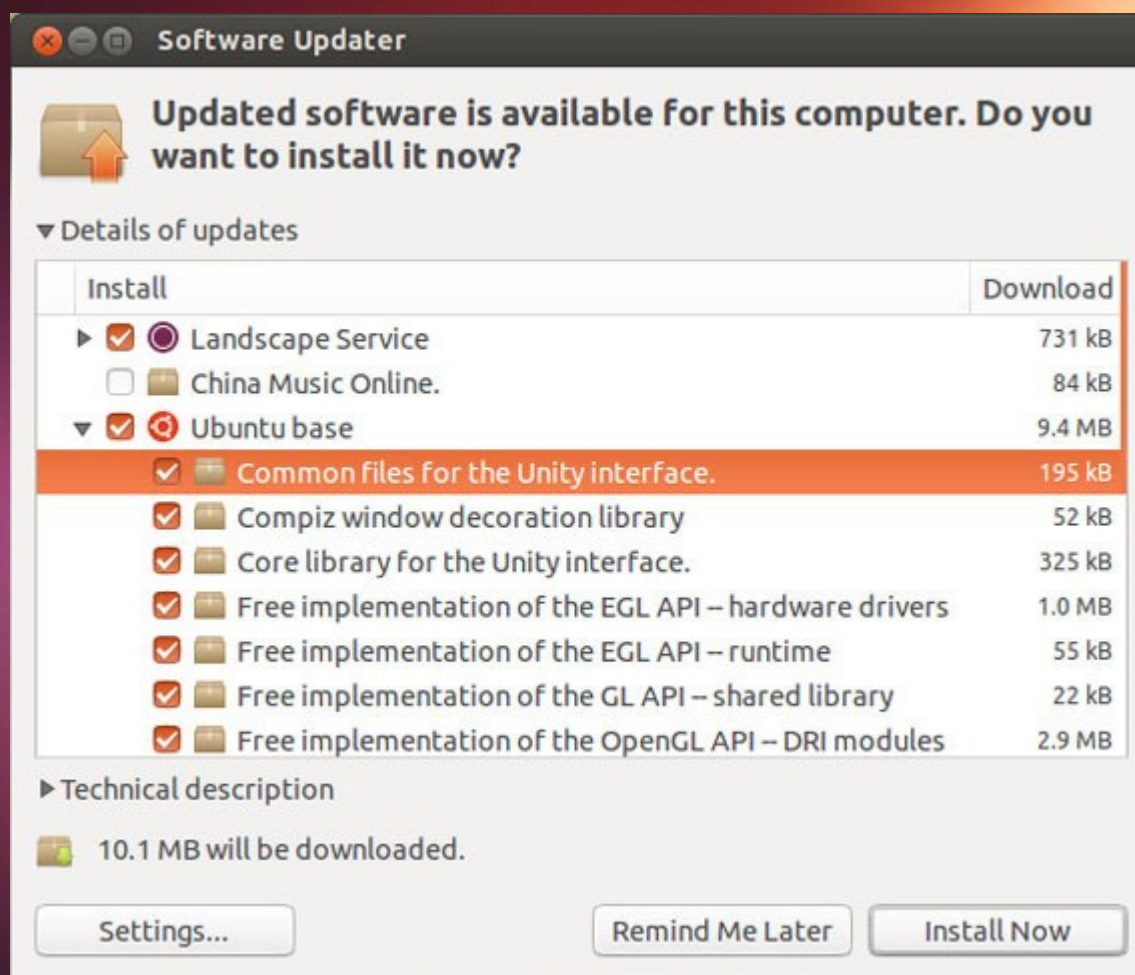 Software Updater
Updated software is available for this computer. Do you
want to install it now?
Details of updates
Install Download
Landscape Service 731 kB
China Music Online. 84 kB
Ubuntu base 9.4 MB
Common files for the Unity interface. 195 kB
Compiz window decoration library 52 kB
Core library for the Unity interface. 325 kB
Free implementation of the EGL API -- hardware drivers 1.0 MB
Free implementation of the EGL API -- runtime 55 kB
Free implementation of the GL API -- shared library 22 kB
Free implementation of the OpenGL API -- DRI modules 2.9 MB
Technical description
10.1 MB will be downloaded.
Settings... Remind Me Later Install Now